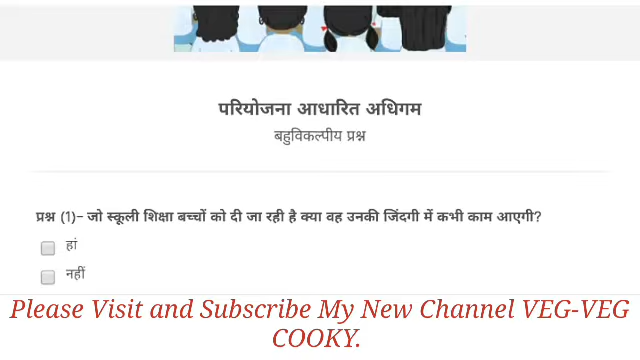 परियोजना आधारित अधिगम
बहुविकल्पीय प्रश्न
प्रश्न (1)- जो स्कूली शिक्षा बच्चों को दी जा रही है क्या वह उनकी जिंदगी में कभी काम आएगी?
हां
नहीं
Please Visit and Subscribe My New Channel VEG-VEG
COOKY.